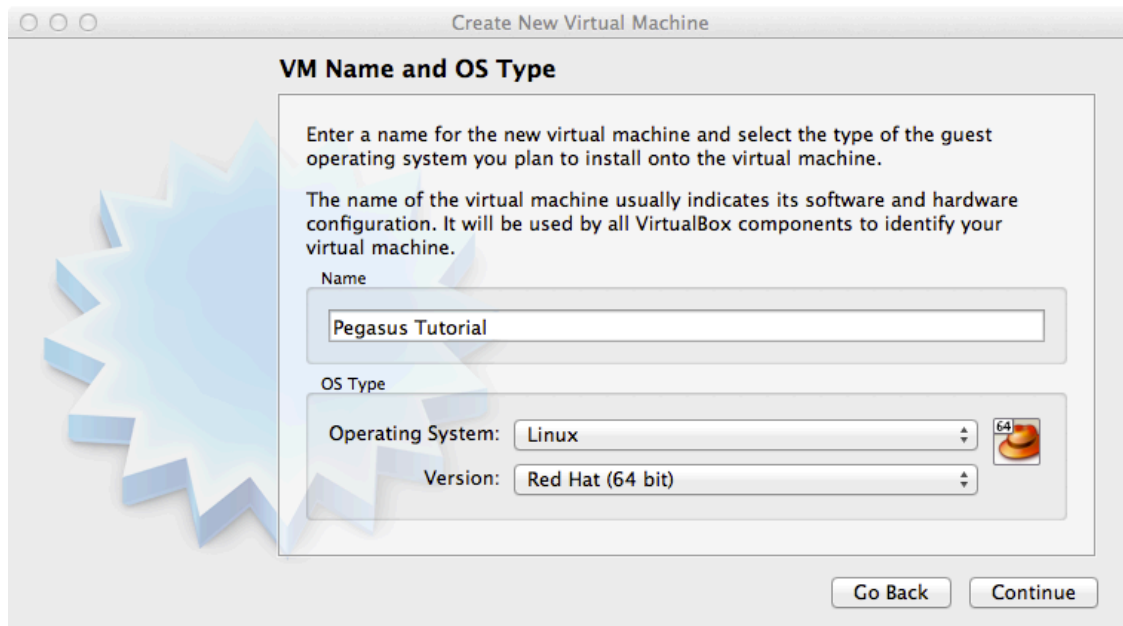 Create New Virtual Machine
VM Name and OS Type
Enter a name for the new virtual machine and select the type of the guest
operating system you plan to install onto the virtual machine.
The name of the virtual machine usually indicates its software and hardware
configuration. It will be used by all VirtualBox components to identify your
virtual machine.
Name
Pegasus Tutorial
OS Type
Operating System: Linux
64
Version: Red Hat (64 bit)
Go Back Continue